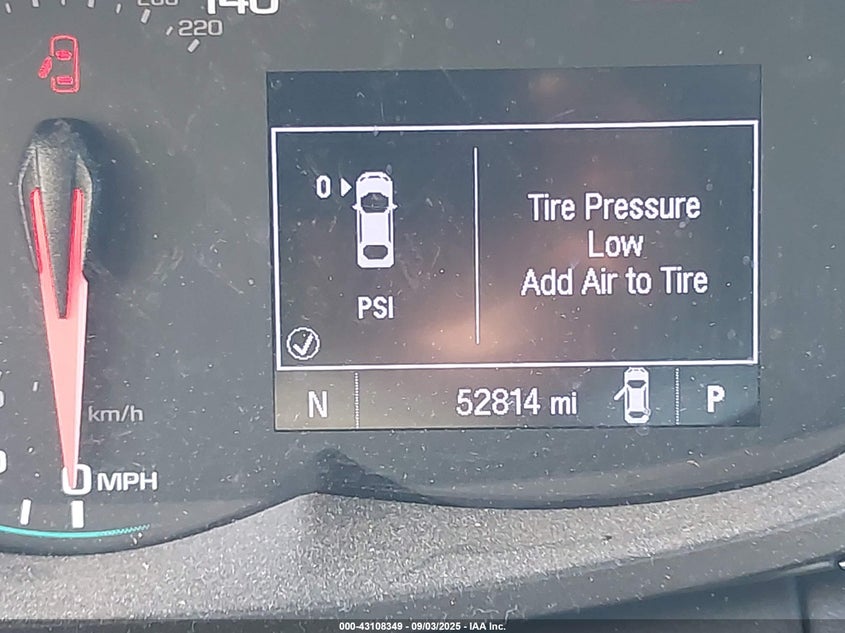 140
220
0
PSI
Tire Pressure
Low
Add Air to Tire
N
52814 mi
P
km/h
0 MPH
000-43108349 - 09/03/2025 - IAA Inc.